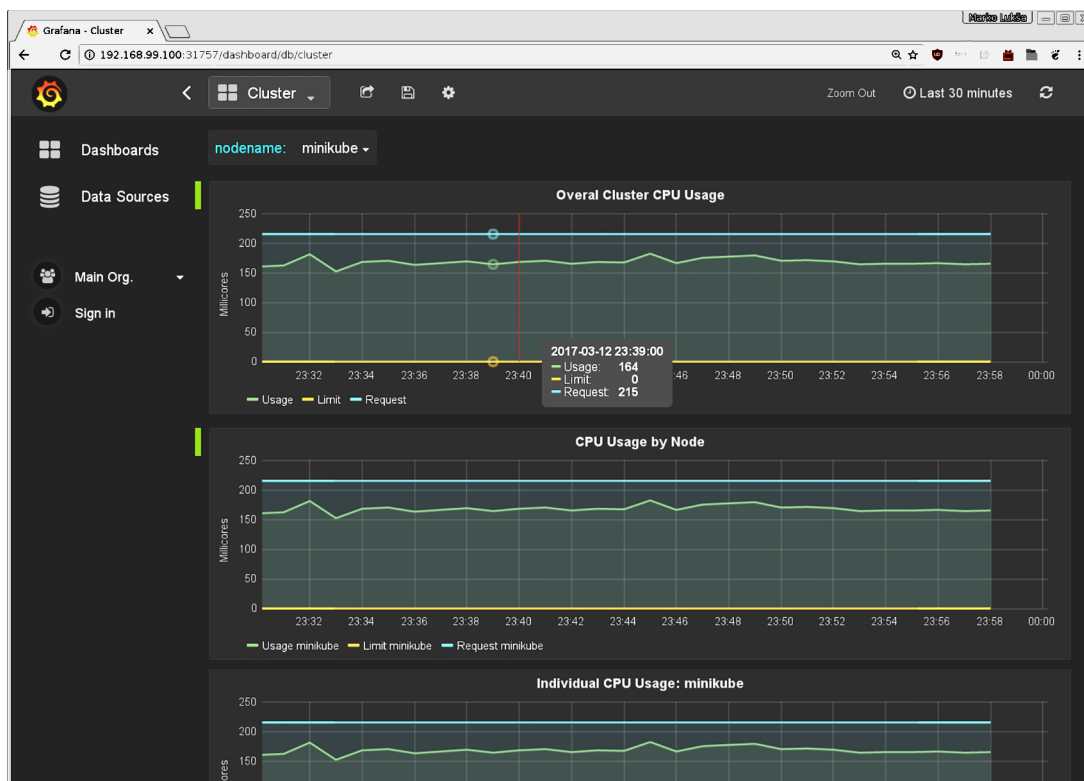 Marko Lukša
Grafana - Cluster x
192.168.99.100:31757/dashboard/db/cluster
Cluster
Zoom Out
Last 30 minutes
Dashboards
Data Sources
Main Org.
Sign in
nodename: minikube
Overal Cluster CPU Usage
250
200
150
100
50
0
Millicores
23:32 23:34 23:36 23:38 23:40 :46 23:48 23:50 23:52 23:54 23:56 23:58 00:00
2017-03-12 23:39:00
Usage: 164
Limit: 0
Request: 215
Usage Limit Request
CPU Usage by Node
250
200
150
100
50
0
Millicores
23:32 23:34 23:36 23:38 23:40 23:42 23:44 23:46 23:48 23:50 23:52 23:54 23:56 23:58 00:00
Usage minikube Limit minikube Request minikube
Individual CPU Usage: minikube
250
200
150